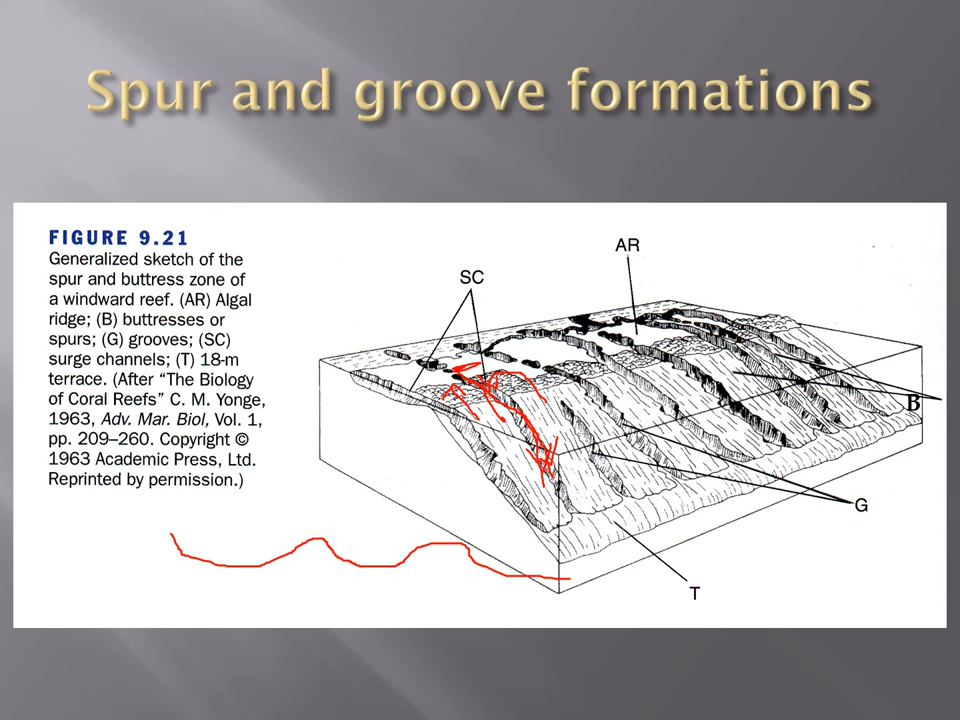 Spur and groove formations
FIGURE 9.21
Generalized sketch of the
spur and buttress zone of
a windward reef. (AR) Algal
ridge; (B) buttresses or
spurs; (G) grooves; (SC)
surge channels; (T) 18-m
terrace. (After “The Biology
of Coral Reefs” C. M. Yonge,
1963, Adv. Mar. Biol, Vol. 1,
pp. 209–260. Copyright ©
1963 Academic Press, Ltd.
Reprinted by permission.)
AR
SC
B
G
T